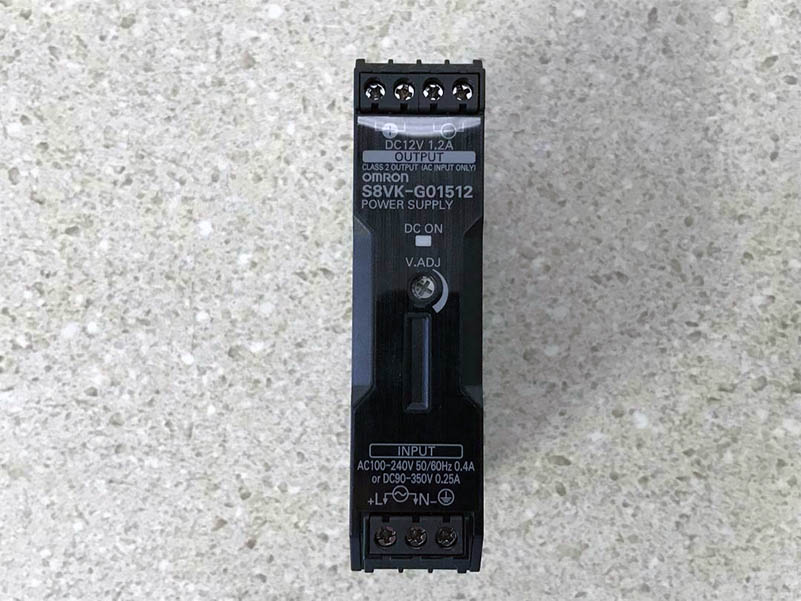 + −
DC12V 1.2A
OUTPUT
CLASS 2 OUTPUT (AC INPUT ONLY)
OMRON
S8VK-G01512
POWER SUPPLY
DC ON
V.ADJ
INPUT
AC100-240V 50/60Hz 0.4A
or DC90-350V 0.25A
+L N−